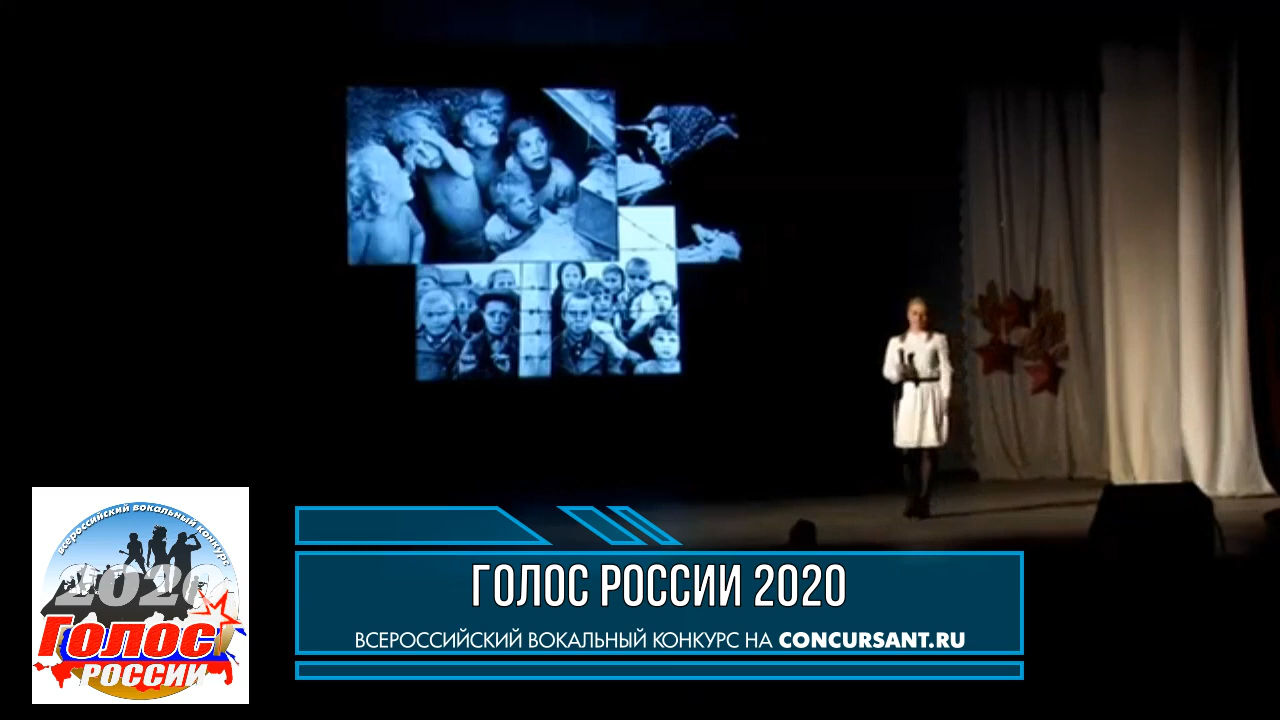 ВСЕРОССИЙСКИЙ ВОКАЛЬНЫЙ КОНКУРС
2020
ГОЛОС
РОССИИ
ГОЛОС РОССИИ 2020
ВСЕРОССИЙСКИЙ ВОКАЛЬНЫЙ КОНКУРС НА CONCURSANT.RU